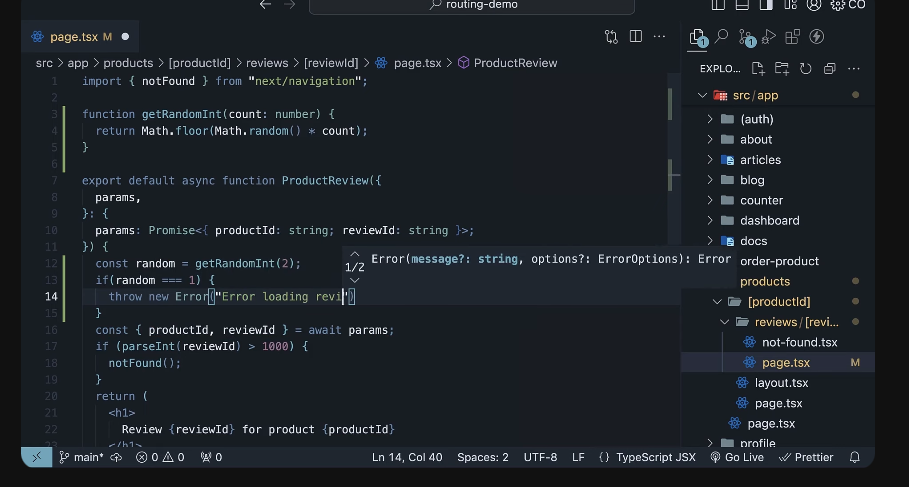 routing-demo
CO
page.tsx M
src > app > products > [productId] > reviews > [reviewId] > page.tsx > ProductReview
1 import { notFound } from "next/navigation";
2
3 function getRandomInt(count: number) {
4 return Math.floor(Math.random() * count);
5 }
6
7 export default async function ProductReview({
8 params,
9 }: {
10 params: Promise<{ productId: string; reviewId: string }>;
11 }) {
12 const random = getRandomInt(2);
13 if(random === 1) {
14 throw new Error("Error loading revi")
15 }
16 const { productId, reviewId } = await params;
17 if (parseInt(reviewId) > 1000) {
18 notFound();
19 }
20 return (
21 <h1>
22 Review {reviewId} for product {productId}
23 </h1>
1/2
Error(message?: string, options?: ErrorOptions): Error
1
1
EXPLO...
src/app
(auth)
about
articles
blog
counter
dashboard
docs
order-product
products
[productId]
reviews/[revi...
not-found.tsx
page.tsx M
layout.tsx
page.tsx
page.tsx
profile
main* 0 0 0 Ln 14, Col 40 Spaces: 2 UTF-8 LF {} TypeScript JSX Go Live Prettier